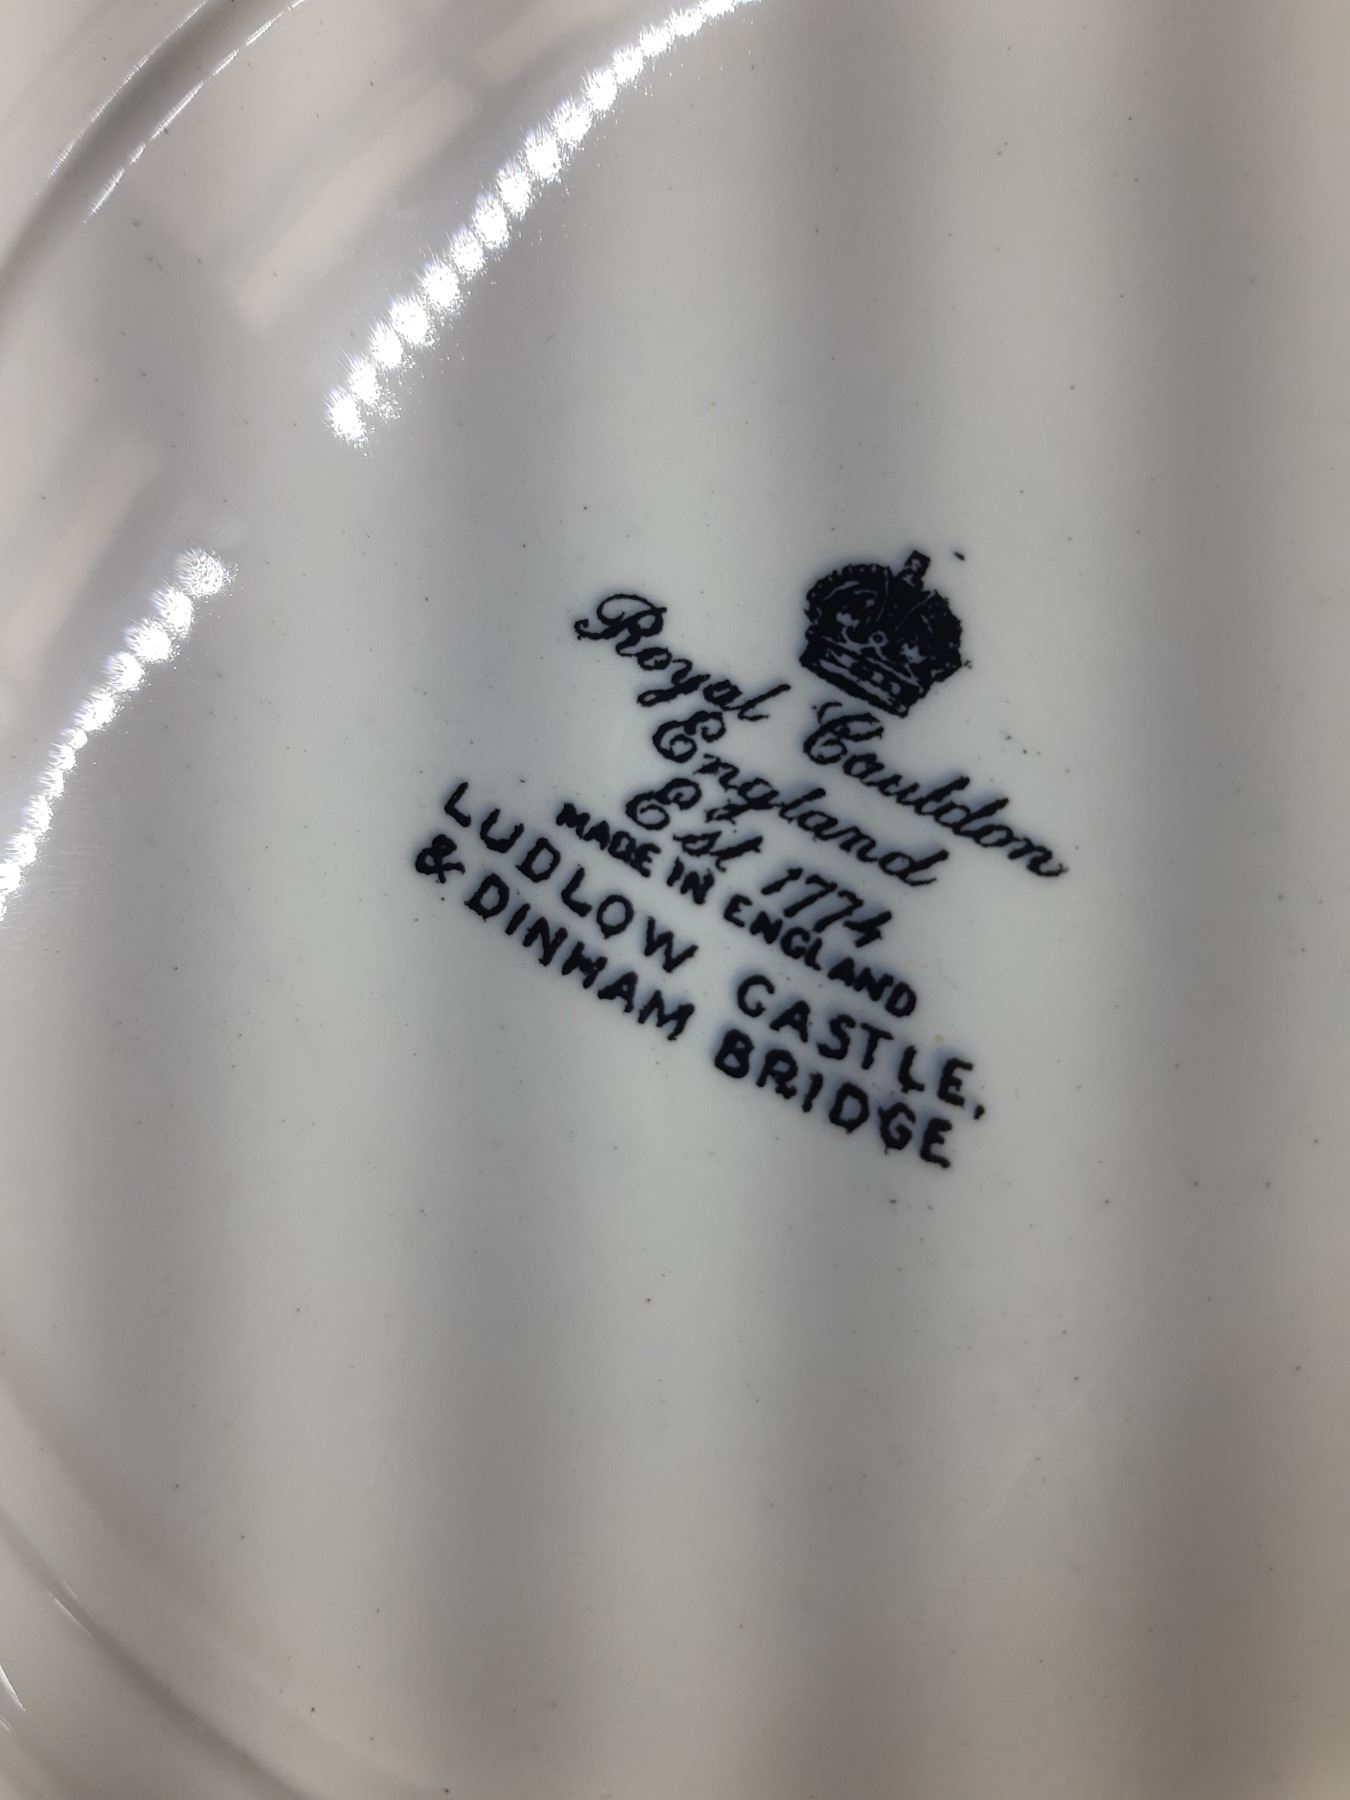 Royal Cauldon
England
Est 1774
MADE IN ENGLAND
LUDLOW CASTLE,
& DINHAM BRIDGE